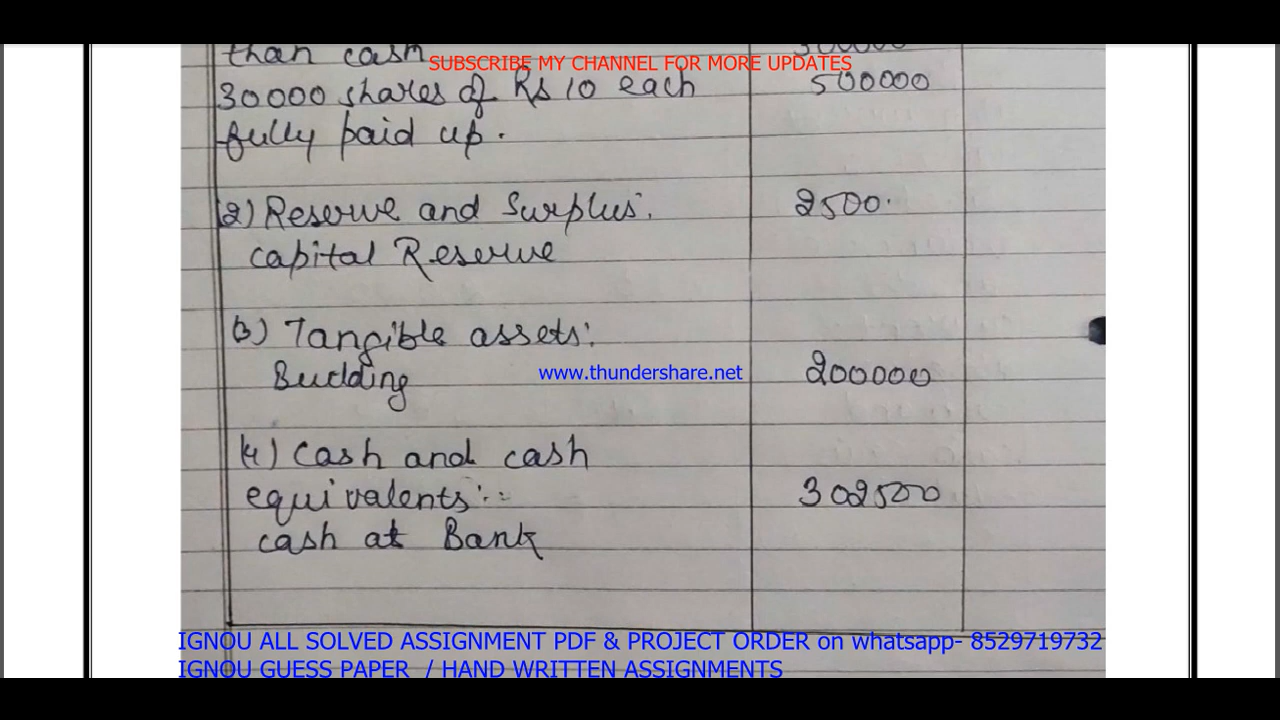 than cash 300000
SUBSCRIBE MY CHANNEL FOR MORE UPDATES
30000 shares of Rs 10 each 500000
fully paid up.
(2) Reserve and Surplus. 2500.
capital Reserve
(3) Tangible assets:
Building www.thundershare.net 200000
(4) Cash and cash
equivalents:- 302500
cash at Bank
IGNOU ALL SOLVED ASSIGNMENT PDF & PROJECT ORDER on whatsapp- 8529719732
IGNOU GUESS PAPER / HAND WRITTEN ASSIGNMENTS